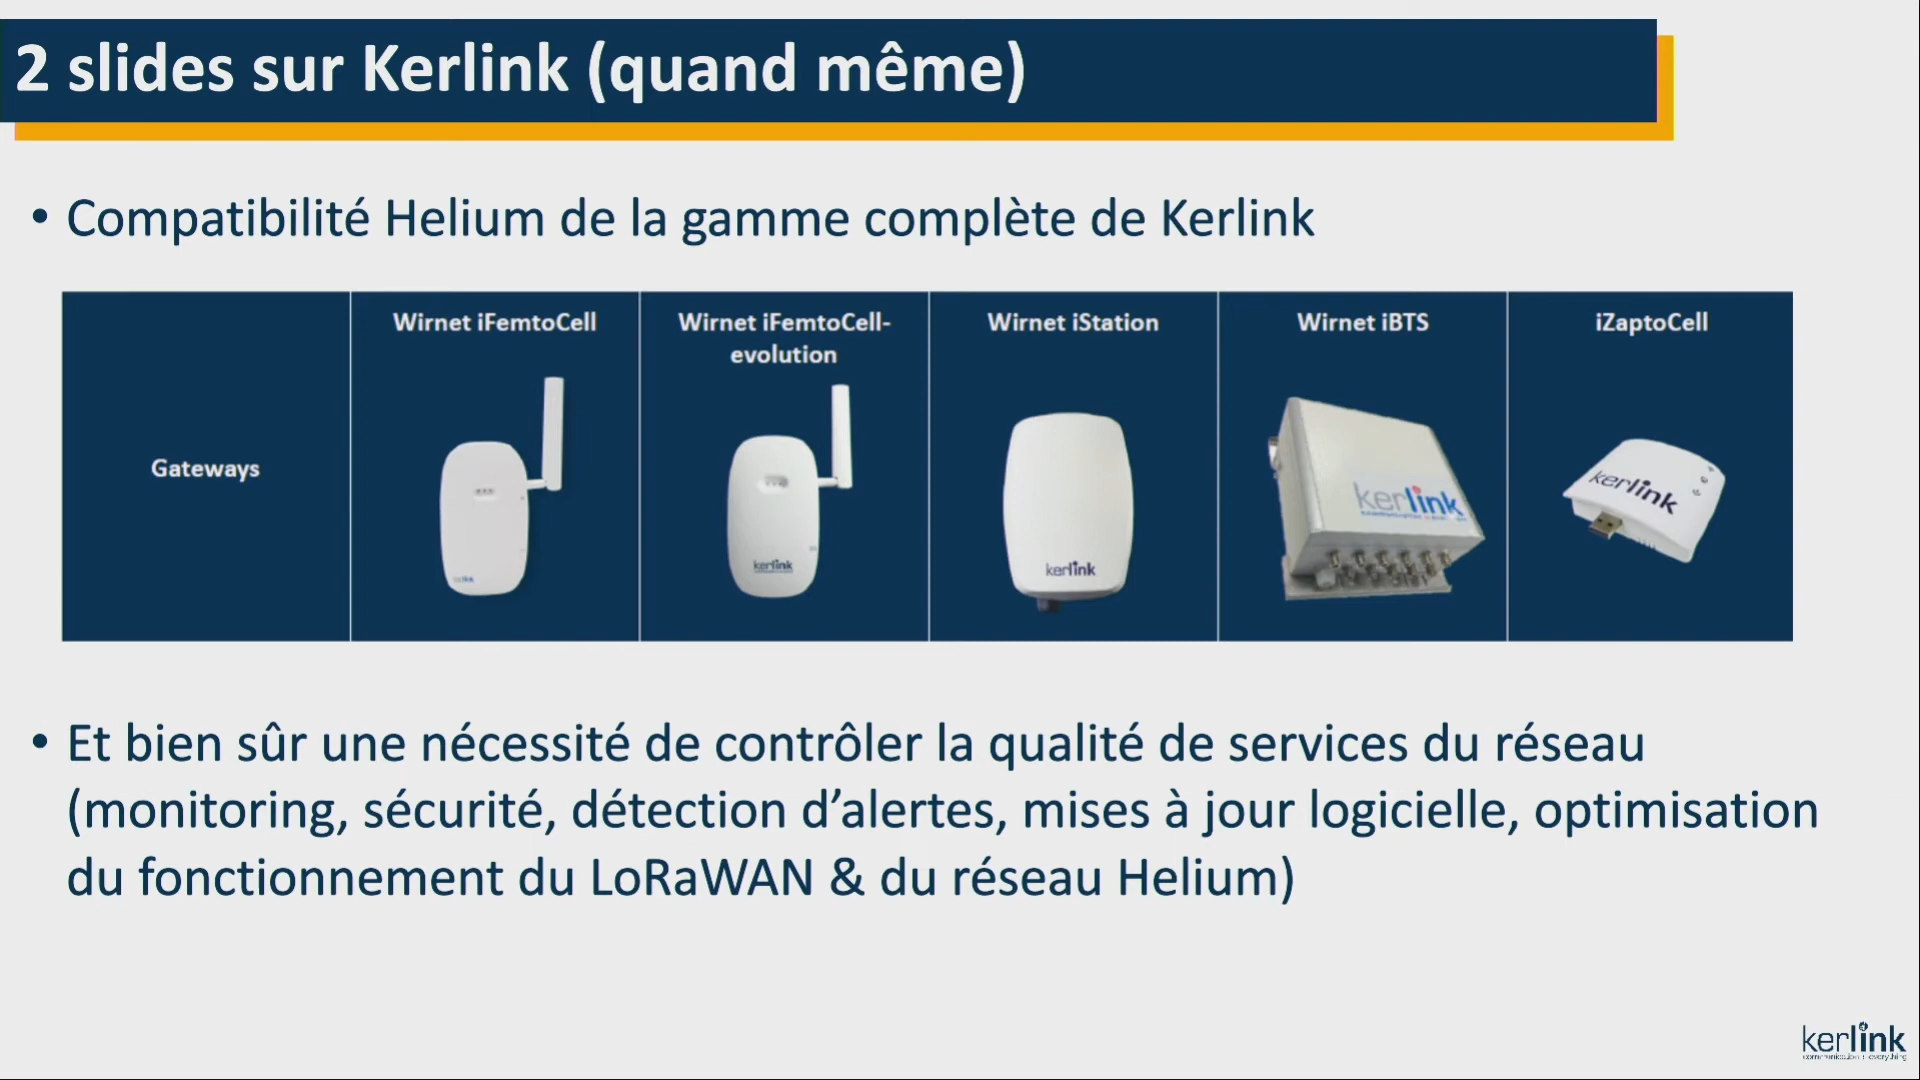 2 slides sur Kerlink (quand même)
• Compatibilité Helium de la gamme complète de Kerlink
Gateways
Wirnet iFemtoCell
Wirnet iFemtoCell-
evolution
Wirnet iStation
Wirnet iBTS
iZaptoCell
kerlink
kerlink
kerlink
kerlink
• Et bien sûr une nécessité de contrôler la qualité de services du réseau
(monitoring, sécurité, détection d’alertes, mises à jour logicielle, optimisation
du fonctionnement du LoRaWAN & du réseau Helium)
kerlink